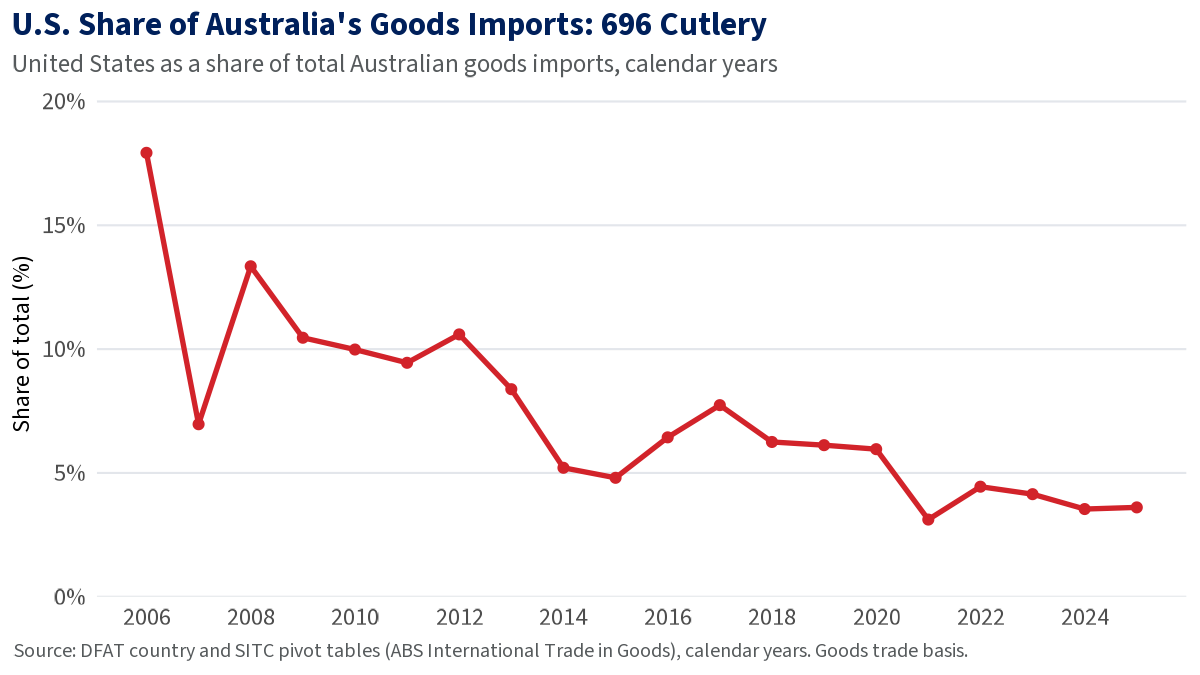 U.S. Share of Australia's Goods Imports: 696 Cutlery
United States as a share of total Australian goods imports, calendar years
Share of total (%)
20%
15%
10%
5%
0%
2006 2008 2010 2012 2014 2016 2018 2020 2022 2024
Source: DFAT country and SITC pivot tables (ABS International Trade in Goods), calendar years. Goods trade basis.